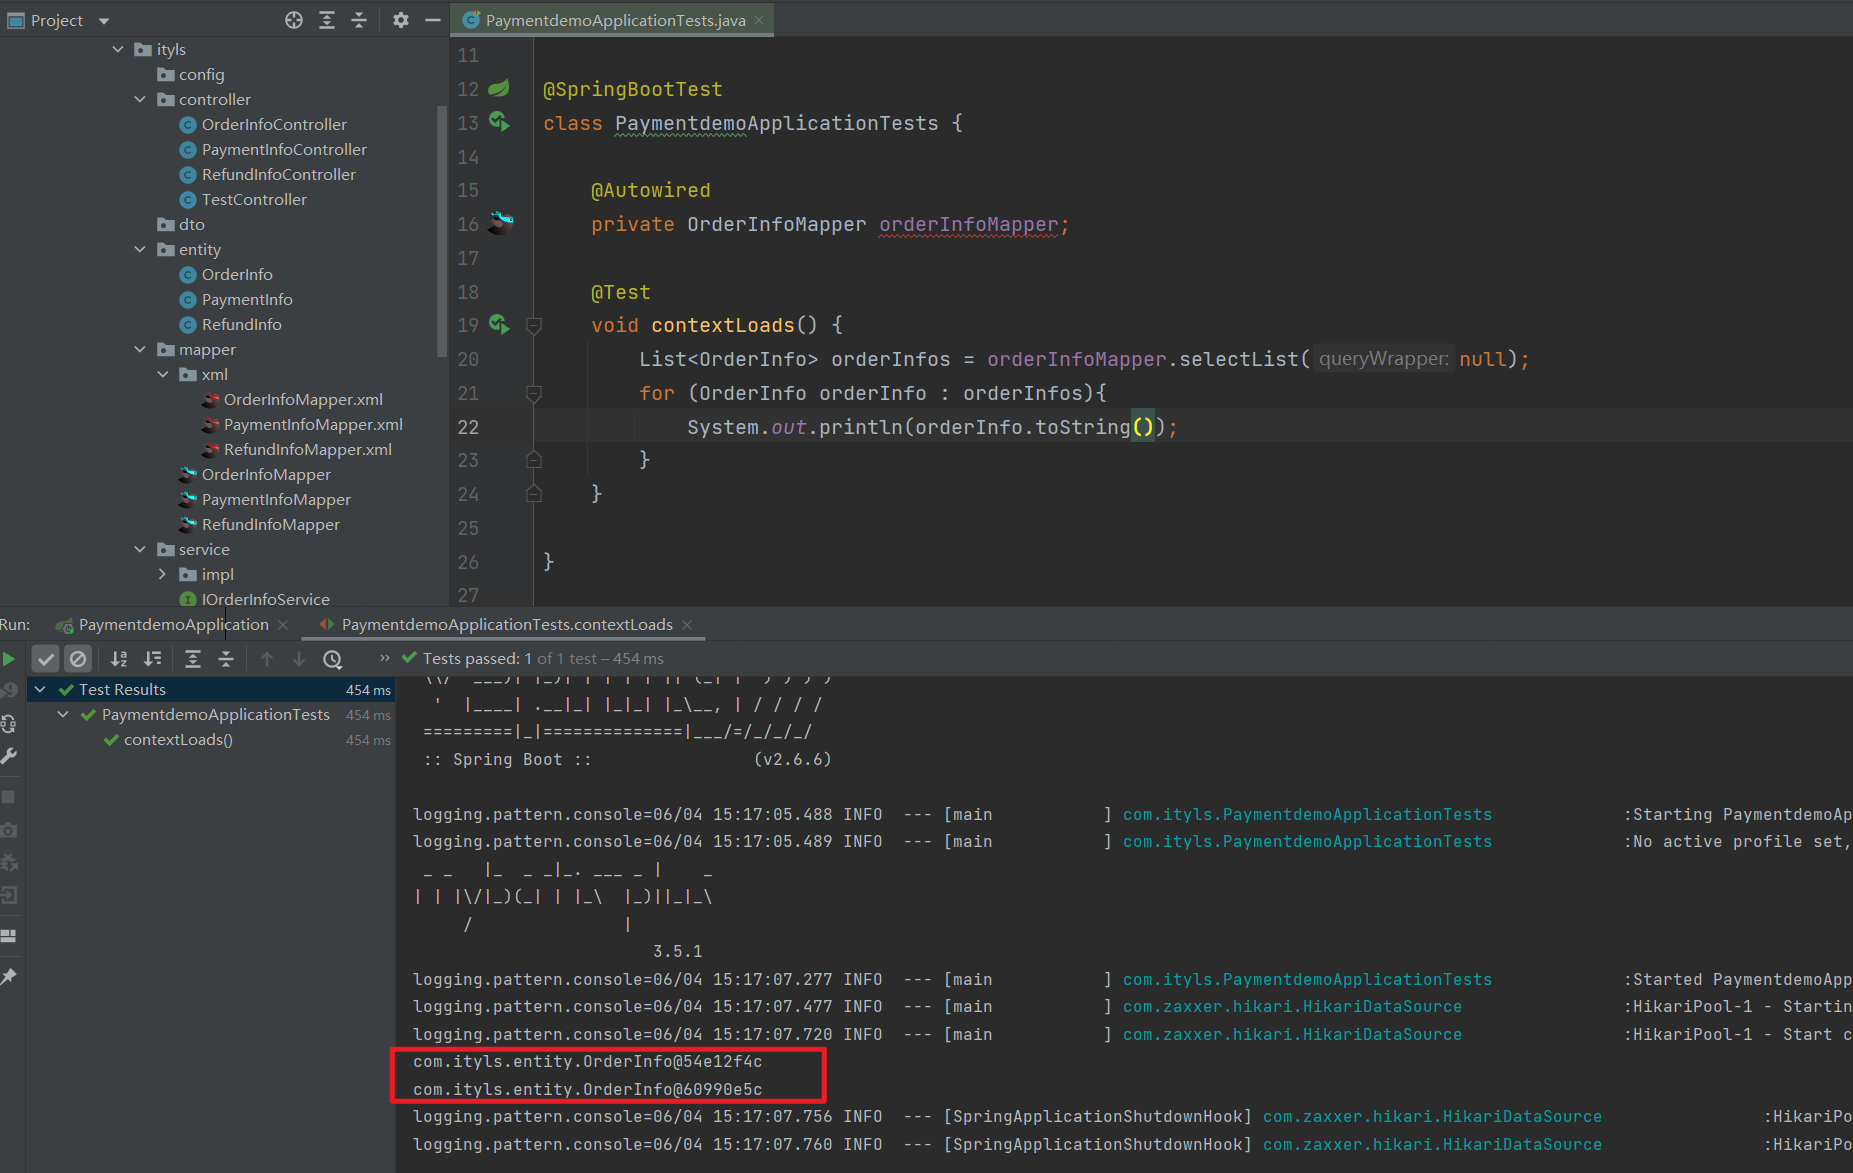 Project
PaymentdemoApplicationTests.java
ityls
config
controller
OrderInfoController
PaymentInfoController
RefundInfoController
TestController
dto
entity
OrderInfo
PaymentInfo
RefundInfo
mapper
xml
OrderInfoMapper.xml
PaymentInfoMapper.xml
RefundInfoMapper.xml
OrderInfoMapper
PaymentInfoMapper
RefundInfoMapper
service
impl
IOrderInfoService
11
12 @SpringBootTest
13 class PaymentdemoApplicationTests {
14
15 @Autowired
16 private OrderInfoMapper orderInfoMapper;
17
18 @Test
19 void contextLoads() {
20 List<OrderInfo> orderInfos = orderInfoMapper.selectList( queryWrapper: null);
21 for (OrderInfo orderInfo : orderInfos){
22 System.out.println(orderInfo.toString());
23 }
24 }
25
26 }
27
Run: PaymentdemoApplication PaymentdemoApplicationTests.contextLoads
Tests passed: 1 of 1 test – 454 ms
Test Results 454 ms
PaymentdemoApplicationTests 454 ms
contextLoads() 454 ms
' |____| .__|_| |_|_| |_\__, | / / / /
=========|_|==============|___/=/_/_/_/
:: Spring Boot :: (v2.6.6)
logging.pattern.console=06/04 15:17:05.488 INFO --- [main ] com.ityls.PaymentdemoApplicationTests :Starting PaymentdemoAp
logging.pattern.console=06/04 15:17:05.489 INFO --- [main ] com.ityls.PaymentdemoApplicationTests :No active profile set,
_ _ |_ _ _|_. ___ _ | _
| | |\/|_)(_| | |_\ |_)||_|_\
/ |
3.5.1
logging.pattern.console=06/04 15:17:07.277 INFO --- [main ] com.ityls.PaymentdemoApplicationTests :Started PaymentdemoApp
logging.pattern.console=06/04 15:17:07.477 INFO --- [main ] com.zaxxer.hikari.HikariDataSource :HikariPool-1 - Startin
logging.pattern.console=06/04 15:17:07.720 INFO --- [main ] com.zaxxer.hikari.HikariDataSource :HikariPool-1 - Start c
com.ityls.entity.OrderInfo@54e12f4c
com.ityls.entity.OrderInfo@60990e5c
logging.pattern.console=06/04 15:17:07.756 INFO --- [SpringApplicationShutdownHook] com.zaxxer.hikari.HikariDataSource :HikariPo
logging.pattern.console=06/04 15:17:07.760 INFO --- [SpringApplicationShutdownHook] com.zaxxer.hikari.HikariDataSource :HikariPo